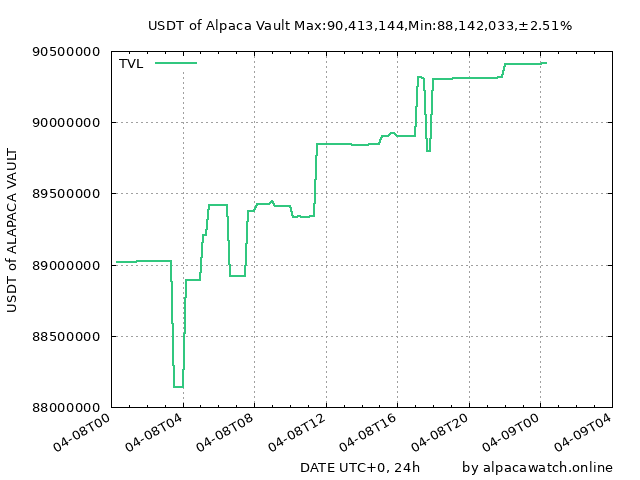 USDT of Alpaca Vault Max:90,413,144,Min:88,142,033,±2.51%
TVL
90500000
90000000
89500000
89000000
88500000
88000000
USDT of ALAPACA VAULT
04-08T00
04-08T04
04-08T08
04-08T12
04-08T16
04-08T20
04-09T00
04-09T04
DATE UTC+0, 24h
by alpacawatch.online